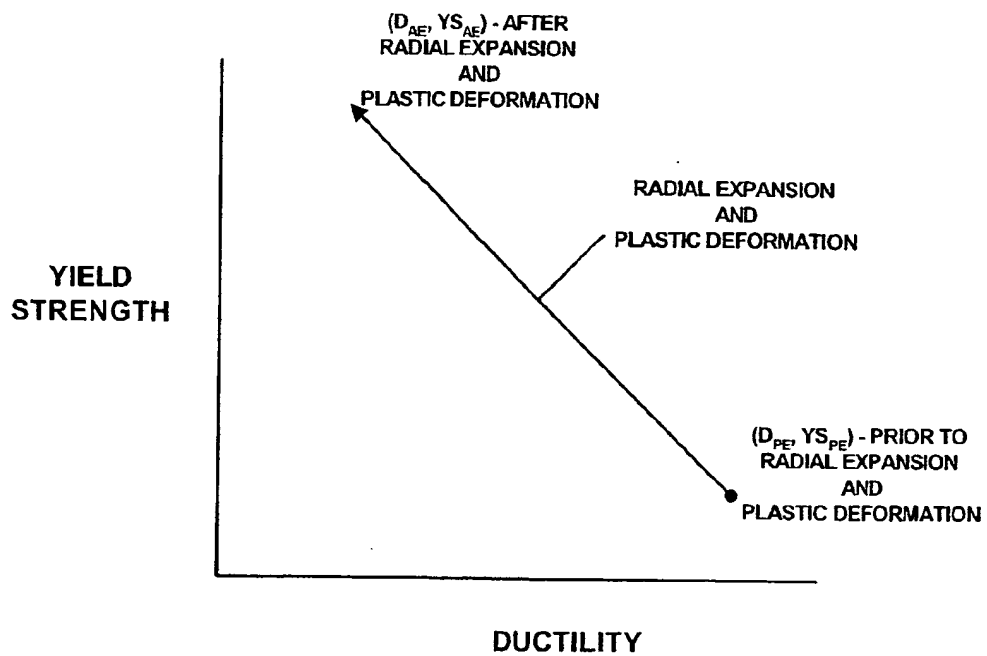 (D_AE, YS_AE) - AFTER
RADIAL EXPANSION
AND
PLASTIC DEFORMATION
RADIAL EXPANSION
AND
PLASTIC DEFORMATION
YIELD
STRENGTH
(D_PE, YS_PE) - PRIOR TO
RADIAL EXPANSION
AND
PLASTIC DEFORMATION
DUCTILITY